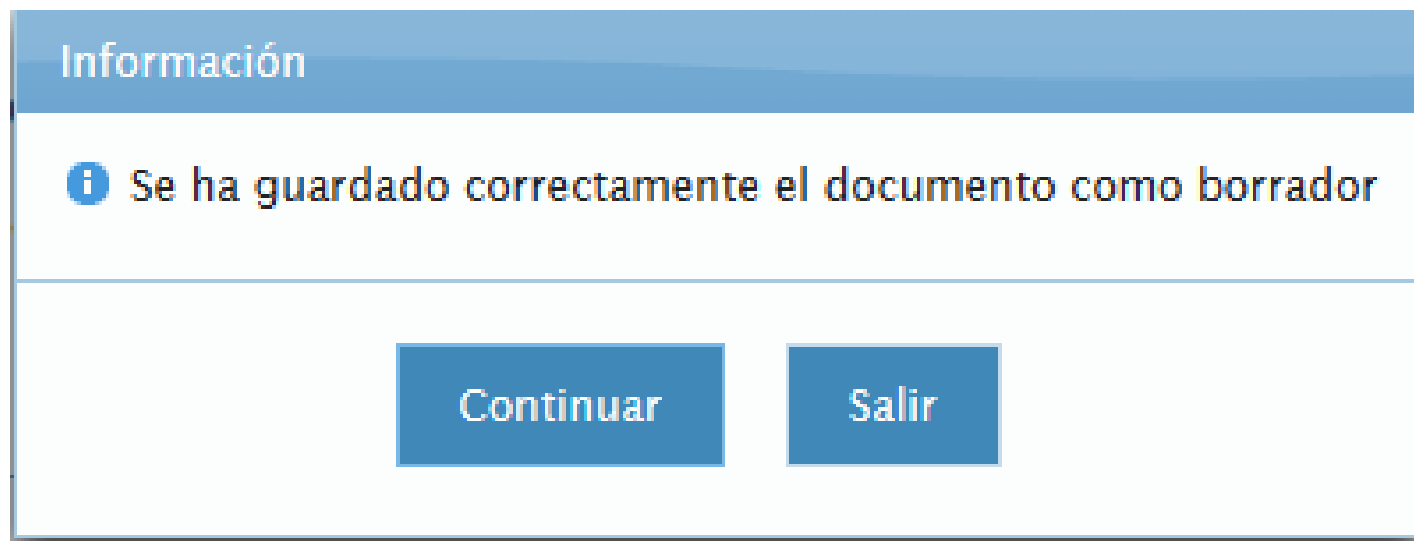 Información
Se ha guardado correctamente el documento como borrador
Continuar
Salir